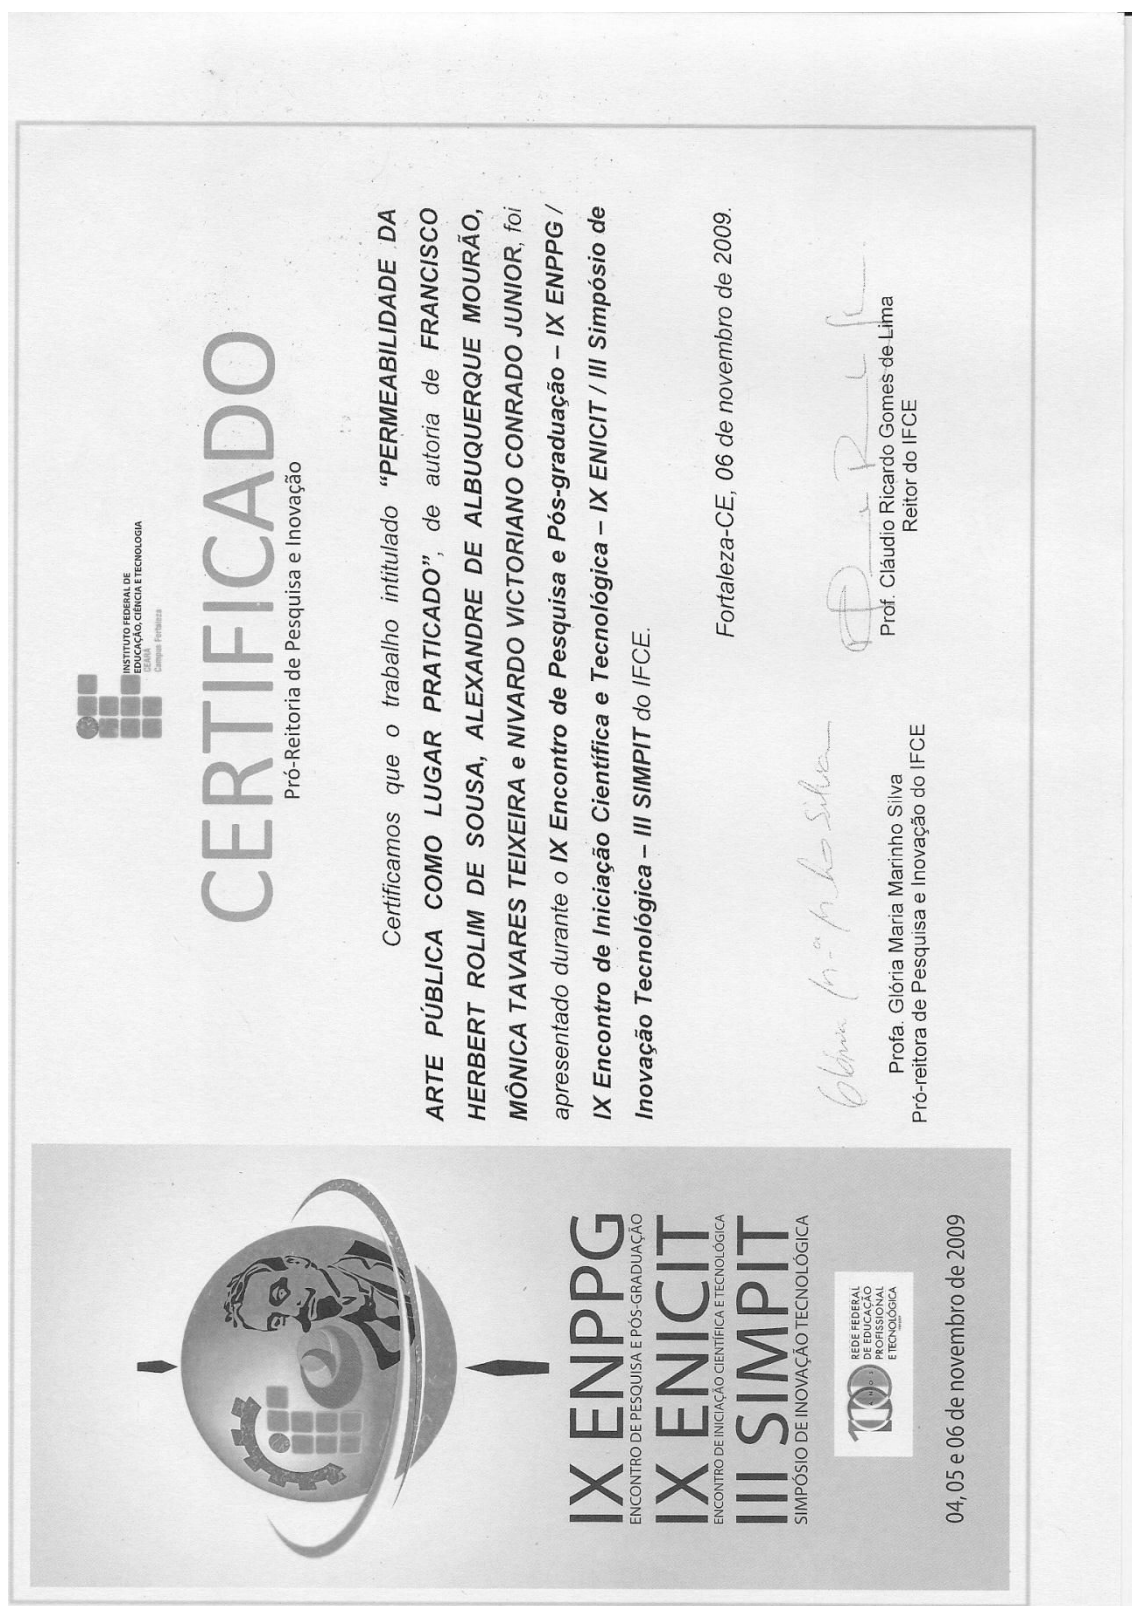 INSTITUTO FEDERAL DE
EDUCAÇÃO, CIÊNCIA E TECNOLOGIA
CEARÁ
Campus Fortaleza
CERTIFICADO
Pró-Reitoria de Pesquisa e Inovação
Certificamos que o trabalho intitulado "PERMEABILIDADE DA
ARTE PÚBLICA COMO LUGAR PRATICADO", de autoria de FRANCISCO
HERBERT ROLIM DE SOUSA, ALEXANDRE DE ALBUQUERQUE MOURÃO,
MÔNICA TAVARES TEIXEIRA e NIVARDO VICTORIANO CONRADO JUNIOR, foi
apresentado durante o IX Encontro de Pesquisa e Pós-graduação – IX ENPPG /
IX Encontro de Iniciação Científica e Tecnológica – IX ENICIT / III Simpósio de
Inovação Tecnológica – III SIMPIT do IFCE.
Fortaleza-CE, 06 de novembro de 2009.
Glória Mª Mho Silva
Profa. Glória Maria Marinho Silva
Pró-reitora de Pesquisa e Inovação do IFCE
Prof. Cláudio Ricardo Gomes de Lima
Reitor do IFCE
IX ENPPG
ENCONTRO DE PESQUISA E PÓS-GRADUAÇÃO
IX ENICIT
ENCONTRO DE INICIAÇÃO CIENTÍFICA E TECNOLÓGICA
III SIMPIT
SIMPÓSIO DE INOVAÇÃO TECNOLÓGICA
100
ANOS
REDE FEDERAL
DE EDUCAÇÃO
PROFISSIONAL
E TECNOLÓGICA
04, 05 e 06 de novembro de 2009